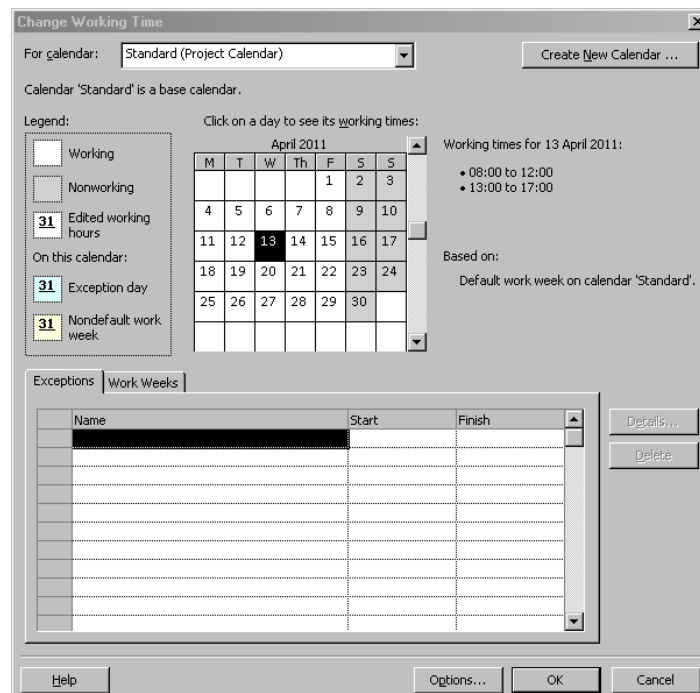 Change Working Time
For calendar: Standard (Project Calendar) Create New Calendar ...
Calendar 'Standard' is a base calendar.
Legend:
Working
Nonworking
31 Edited working hours
On this calendar:
31 Exception day
31 Nondefault work week
Click on a day to see its working times:
April 2011
M T W Th F S S
1 2 3
4 5 6 7 8 9 10
11 12 13 14 15 16 17
18 19 20 21 22 23 24
25 26 27 28 29 30
Working times for 13 April 2011:
• 08:00 to 12:00
• 13:00 to 17:00
Based on:
Default work week on calendar 'Standard'.
Exceptions Work Weeks
Name Start Finish
Details...
Delete
Help Options... OK Cancel